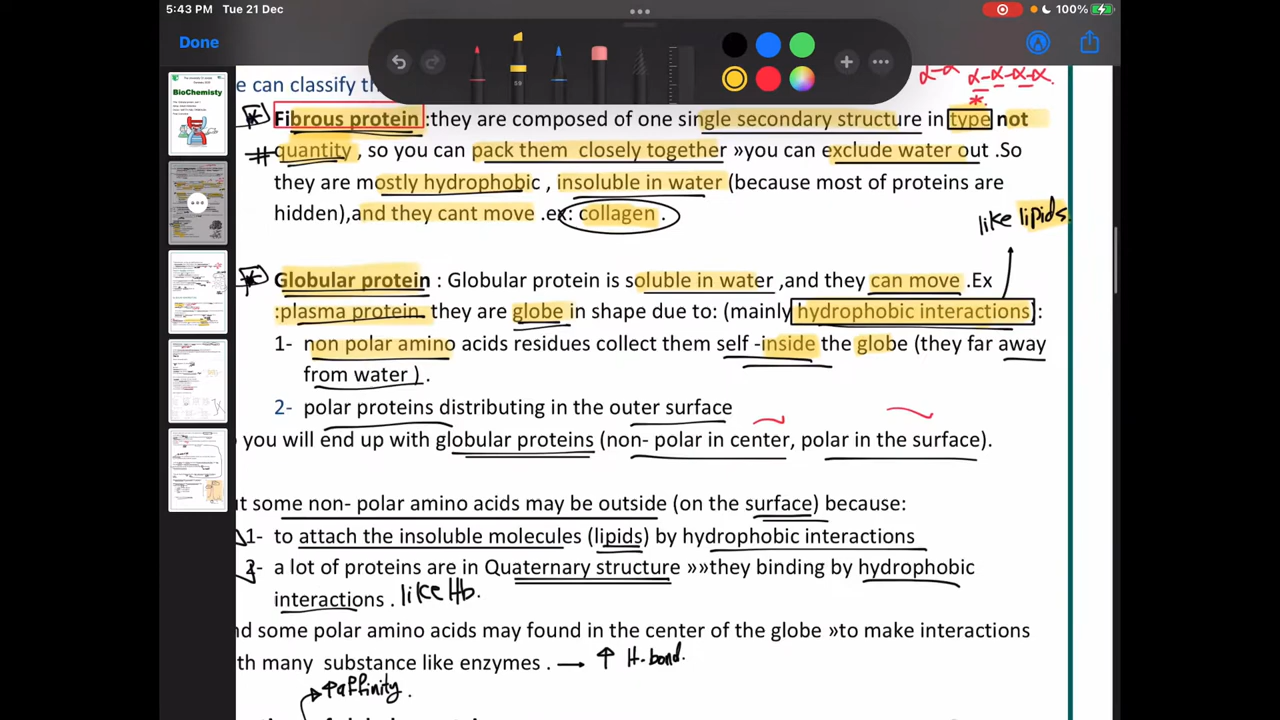 5:43 PM Tue 21 Dec
100%
Done
59
BioChemisty
e can classify th
α-α
α-α-α-α.
*
Fibrous protein :they are composed of one single secondary structure in type not
quantity , so you can pack them closely together »you can exclude water out .So
they are mostly hydrophobic , insoluble in water (because most of proteins are
hidden),and they cant move .ex: collagen .
like lipids
Globular protein : Globular protein is soluble in water ,and they can move .Ex
:plasma protein they are globe in shape due to: (mainly hydrophobic interactions):
1- non polar amino acids residues collect them self -inside the globe (they far away
from water ) .
2- polar proteins distributing in the outer surface
o you will end up with globular proteins (non polar in center, polar in the surface).
ut some non- polar amino acids may be outside (on the surface) because:
1- to attach the insoluble molecules (lipids) by hydrophobic interactions
2- a lot of proteins are in Quaternary structure »»they binding by hydrophobic
interactions . like Hb.
nd some polar amino acids may found in the center of the globe »to make interactions
th many substance like enzymes . → ↑ H-bond.
↑affinity .